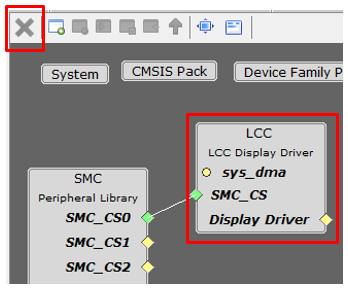 System
CMSIS Pack
Device Family P
LCC
LCC Display Driver
sys_dma
SMC_CS
Display Driver
SMC
Peripheral Library
SMC_CS0
SMC_CS1
SMC_CS2